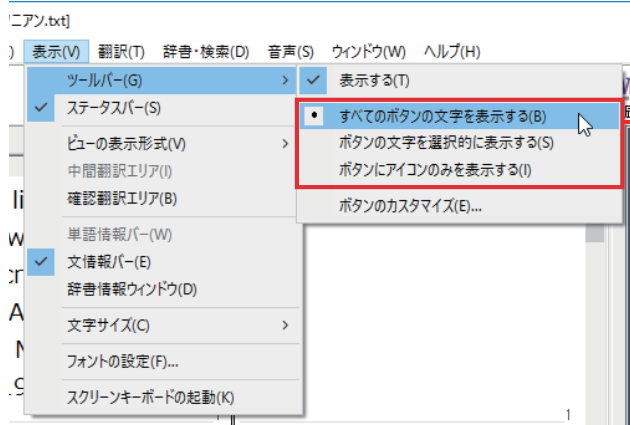 ニアン.txt]
表示(V) 翻訳(T) 辞書・検索(D) 音声(S) ウィンドウ(W) ヘルプ(H)
ツールバー(G)
ステータスバー(S)
ビューの表示形式(V)
中間翻訳エリア(I)
確認翻訳エリア(B)
単語情報バー(W)
文情報バー(E)
辞書情報ウィンドウ(D)
文字サイズ(C)
フォントの設定(F)...
スクリーンキーボードの起動(K)
表示する(T)
すべてのボタンの文字を表示する(B)
ボタンの文字を選択的に表示する(S)
ボタンにアイコンのみを表示する(I)
ボタンのカスタマイズ(E)...
1